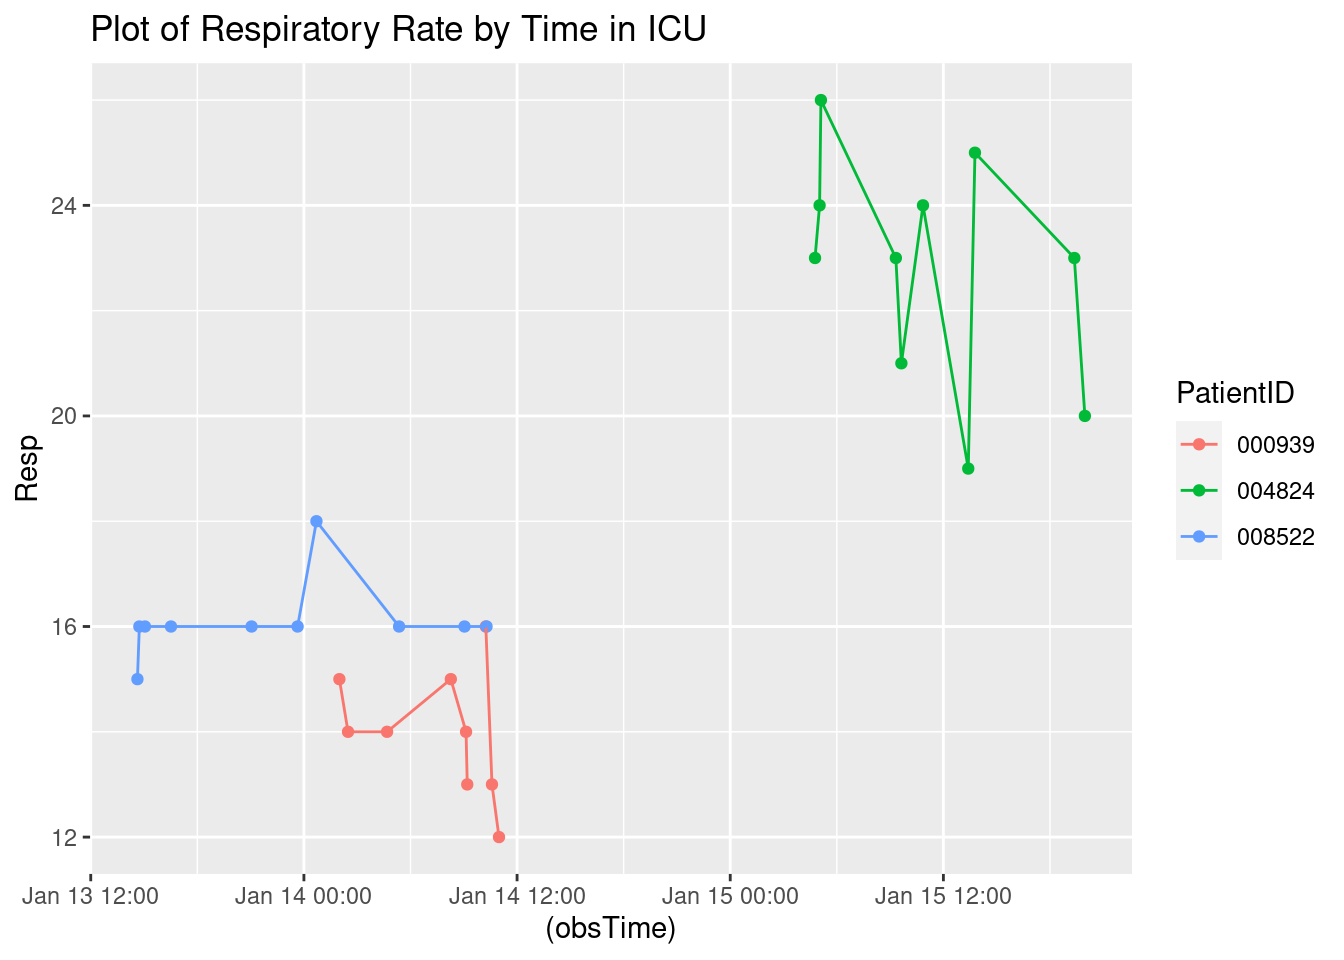 Plot of Respiratory Rate by Time in ICU
24
20
16
12
Resp
Jan 13 12:00
Jan 14 00:00
Jan 14 12:00
Jan 15 00:00
Jan 15 12:00
(obsTime)
PatientID
000939
004824
008522